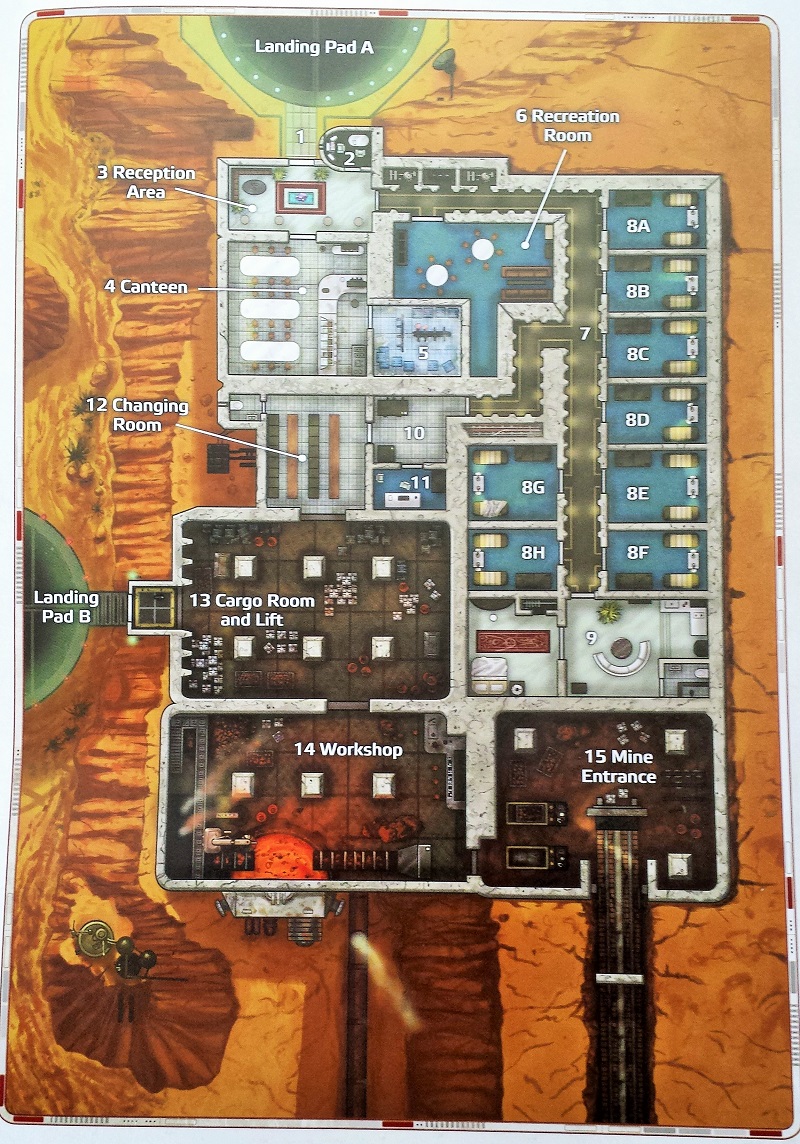 Landing Pad A
1
2
6 Recreation
Room
3 Reception
Area
8A
4 Canteen
8B
7
5
8C
12 Changing
Room
8D
10
11
8G
8E
8H
8F
Landing
Pad B
13 Cargo Room
and Lift
9
14 Workshop
15 Mine
Entrance